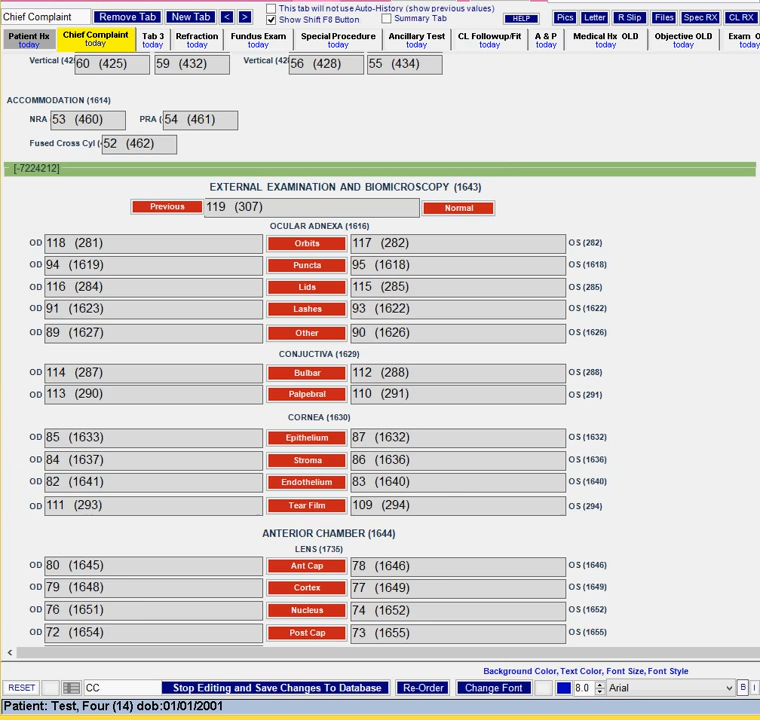 Chief Complaint Remove Tab New Tab < > This tab will not use Auto-History (show previous values)
Show Shift F8 Button Summary Tab HELP Pics Letter R Slip Files Spec RX CL RX
Patient Hx today Chief Complaint today Tab 3 today Refraction today Fundus Exam today Special Procedure today Ancillary Test today CL Followup/Fit today A & P today Medical Hx OLD today Objective OLD today Exam O today
Vertical (42 60 (425) 59 (432) Vertical (42 56 (428) 55 (434)
ACCOMMODATION (1614)
NRA 53 (460) PRA ( 54 (461)
Fused Cross Cyl ( 52 (462)
[-7224212]
EXTERNAL EXAMINATION AND BIOMICROSCOPY (1643)
Previous 119 (307) Normal
OCULAR ADNEXA (1616)
OD 118 (281) Orbits 117 (282) OS (282)
OD 94 (1619) Puncta 95 (1618) OS (1618)
OD 116 (284) Lids 115 (285) OS (285)
OD 91 (1623) Lashes 93 (1622) OS (1622)
OD 89 (1627) Other 90 (1626) OS (1626)
CONJUCTIVA (1629)
OD 114 (287) Bulbar 112 (288) OS (288)
OD 113 (290) Palpebral 110 (291) OS (291)
CORNEA (1630)
OD 85 (1633) Epithelium 87 (1632) OS (1632)
OD 84 (1637) Stroma 86 (1636) OS (1636)
OD 82 (1641) Endothelium 83 (1640) OS (1640)
OD 111 (293) Tear Film 109 (294) OS (294)
ANTERIOR CHAMBER (1644)
LENS (1735)
OD 80 (1645) Ant Cap 78 (1646) OS (1646)
OD 79 (1648) Cortex 77 (1649) OS (1649)
OD 76 (1651) Nucleus 74 (1652) OS (1652)
OD 72 (1654) Post Cap 73 (1655) OS (1655)
<
Background Color, Text Color, Font Size, Font Style
RESET CC Stop Editing and Save Changes To Database Re-Order Change Font 8.0 Arial B I
Patient: Test, Four (14) dob:01/01/2001